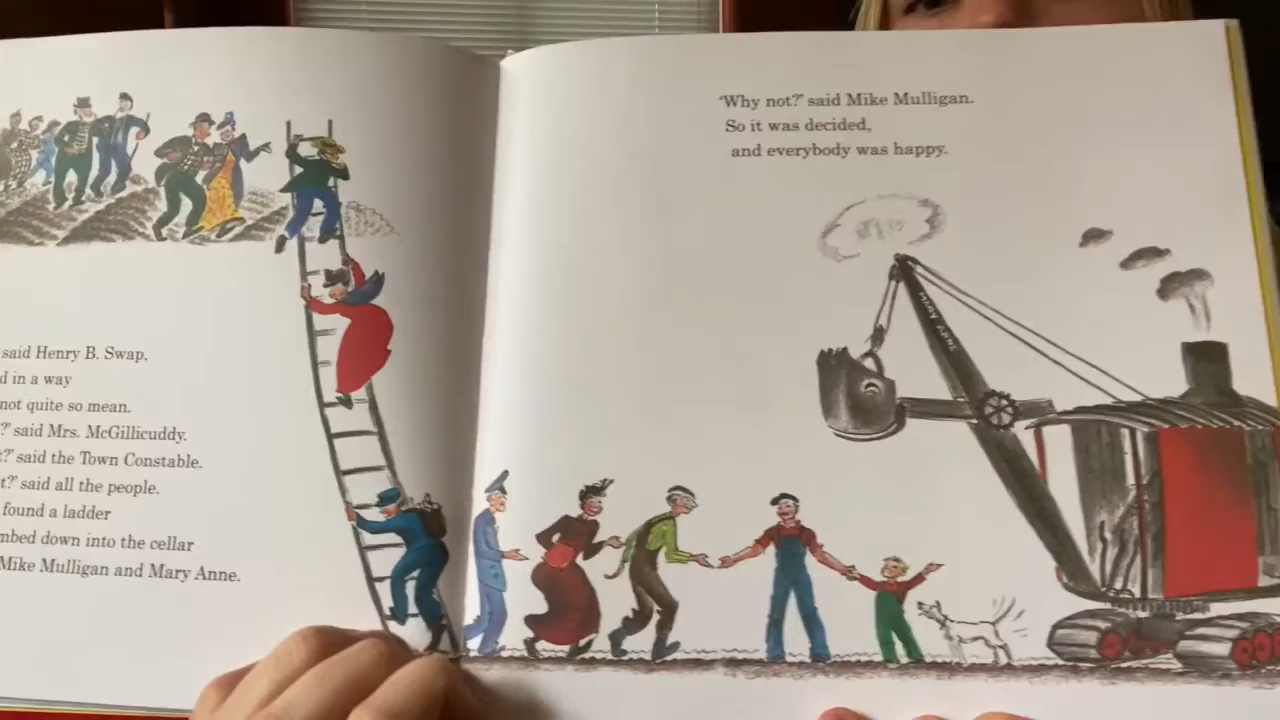 said Henry B. Swap,
in a way
not quite so mean.
said Mrs. McGillicuddy.
said the Town Constable.
said all the people.
found a ladder
down into the cellar
Mike Mulligan and Mary Anne.
"Why not?" said Mike Mulligan.
So it was decided,
and everybody was happy.
MARY ANNE